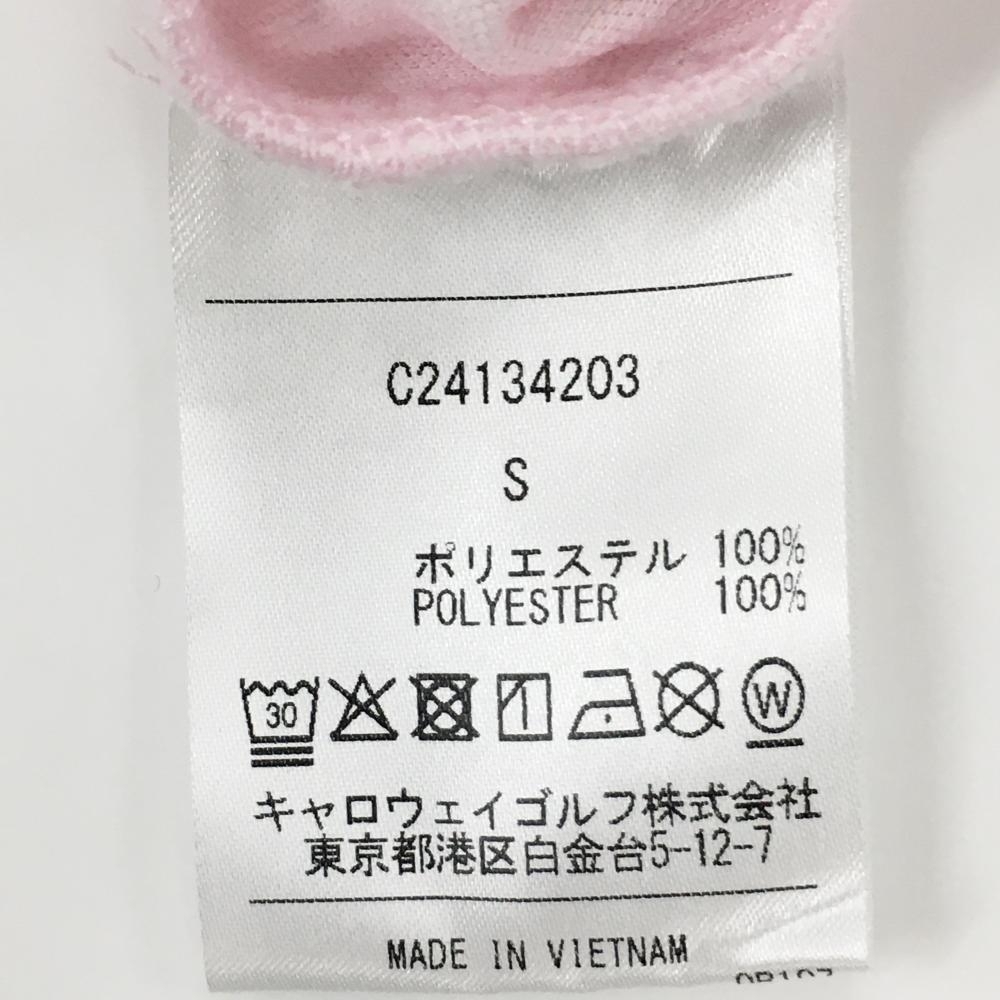 C24134203
S
ポリエステル 100%
POLYESTER 100%
30 W
キャロウェイゴルフ株式会社
東京都港区白金台5-12-7
MADE IN VIETNAM